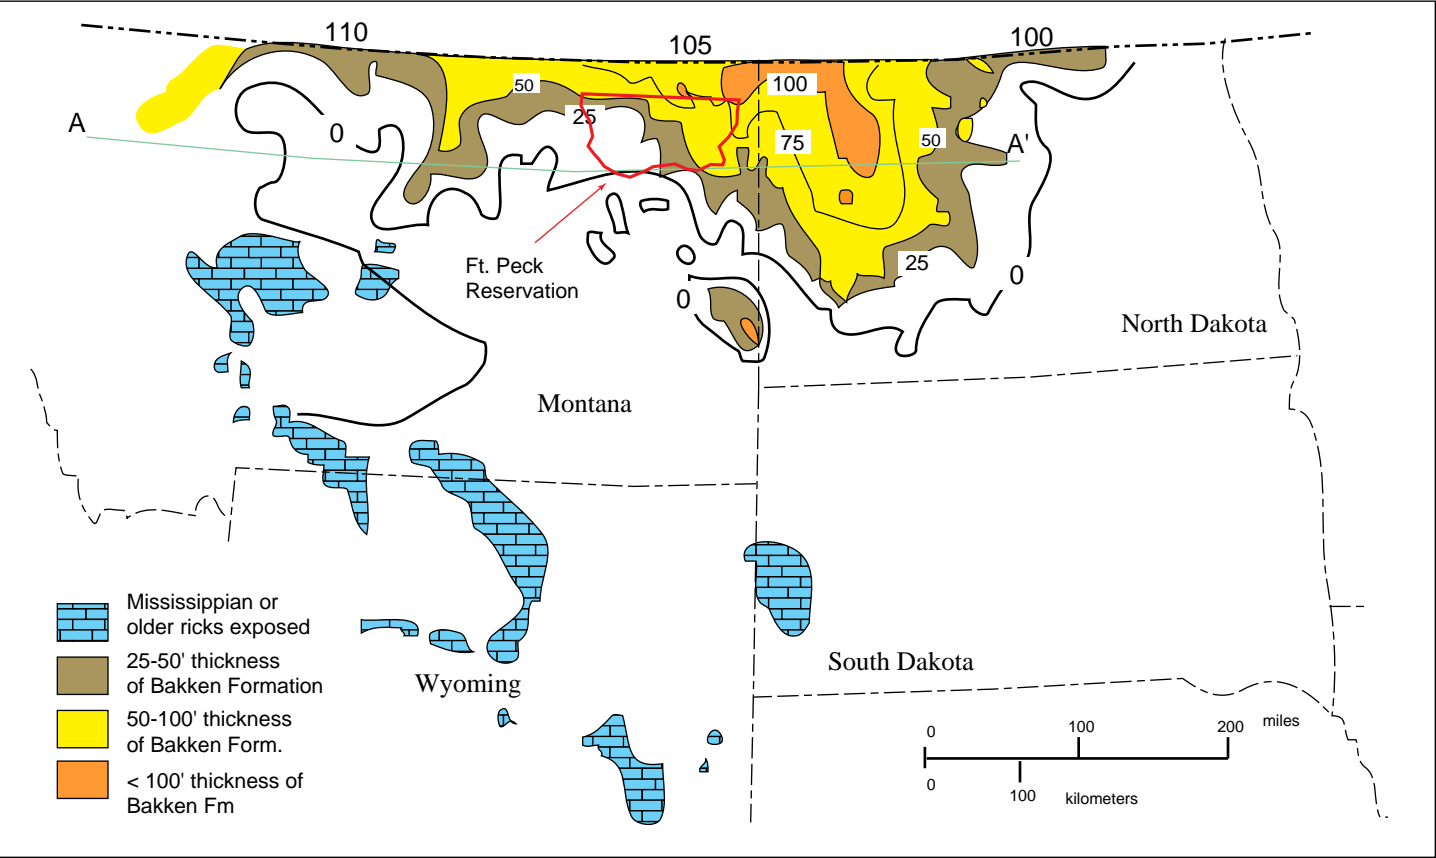 110
105
100
50
100
A
25
0
75
50
A'
Ft. Peck
Reservation
25
0
0
North Dakota
Montana
Mississippian or
older ricks exposed
25-50' thickness
of Bakken Formation
South Dakota
Wyoming
50-100' thickness
of Bakken Form.
< 100' thickness of
Bakken Fm
0
100
200
miles
0
100
kilometers